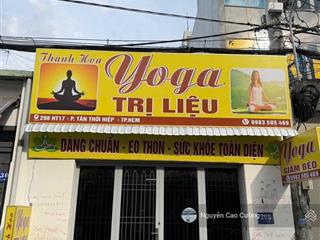 Thanh Hoa
Yoga
TRỊ LIỆU
298 HT17 - P. TÂN THỚI HIỆP - TP.HCM
0983 505 469
DÁNG CHUẨN - EO THON - SỨC KHỎE TOÀN DIỆN
Yoga
GIẢM BÉO
Nguyễn Cao Cường